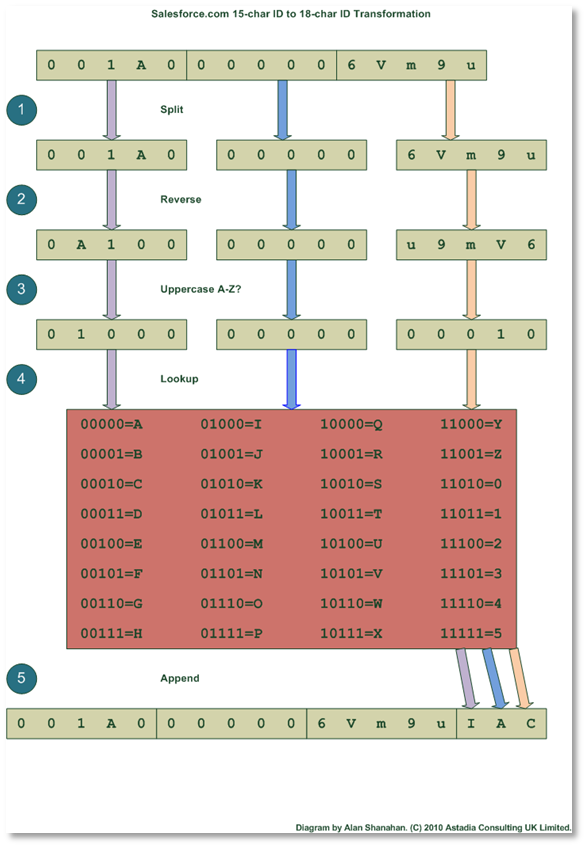 Salesforce.com 15-char ID to 18-char ID Transformation
0 0 1 A 0 0 0 0 0 0 6 V m 9 u
1 Split
0 0 1 A 0 0 0 0 0 0 6 V m 9 u
2 Reverse
0 A 1 0 0 0 0 0 0 0 u 9 m V 6
3 Uppercase A-Z?
0 1 0 0 0 0 0 0 0 0 0 0 0 1 0
4 Lookup
00000=A 01000=I 10000=Q 11000=Y
00001=B 01001=J 10001=R 11001=Z
00010=C 01010=K 10010=S 11010=0
00011=D 01011=L 10011=T 11011=1
00100=E 01100=M 10100=U 11100=2
00101=F 01101=N 10101=V 11101=3
00110=G 01110=O 10110=W 11110=4
00111=H 01111=P 10111=X 11111=5
5 Append
0 0 1 A 0 0 0 0 0 0 6 V m 9 u I A C
Diagram by Alan Shanahan. (C) 2010 Astadia Consulting UK Limited.